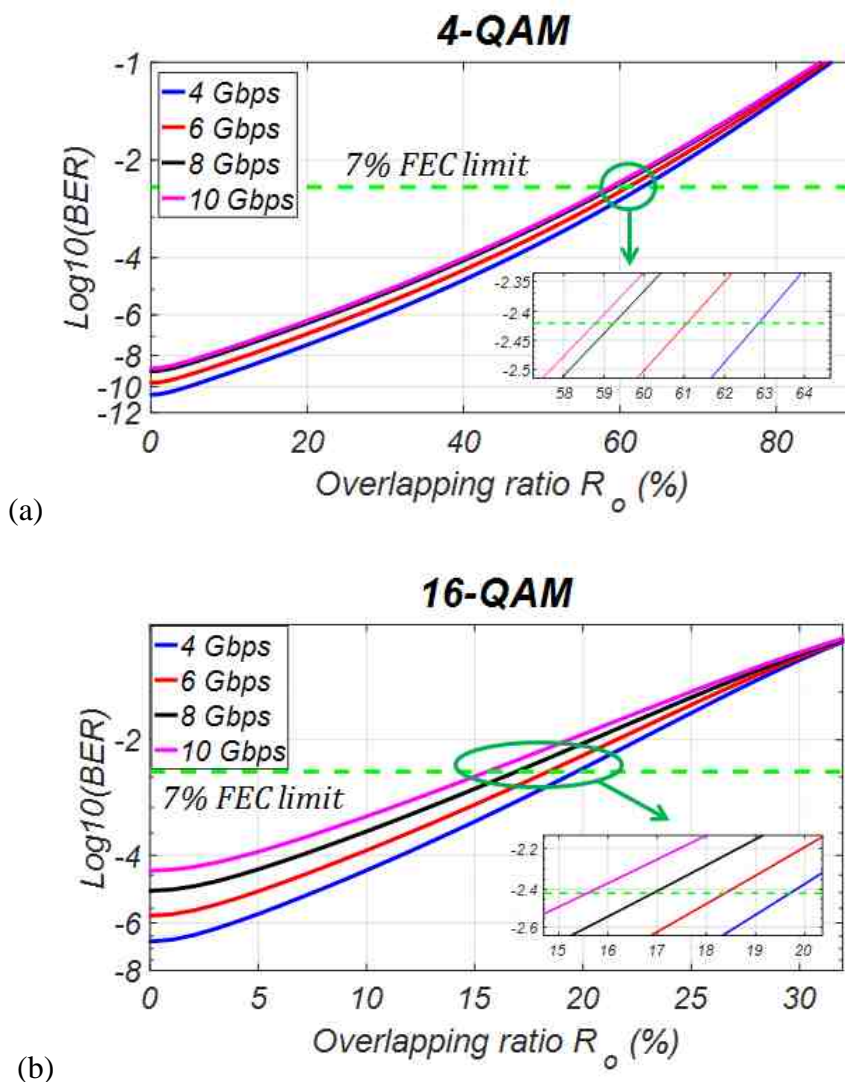 4-QAM
-1
-2
-4
-6
-8
-10
-12
Log10(BER)
4 Gbps
6 Gbps
8 Gbps
10 Gbps
7% FEC limit
-2.35
-2.4
-2.45
-2.5
58 59 60 61 62 63 64
0 20 40 60 80
Overlapping ratio R_o (%)
(a)
16-QAM
-2
-4
-6
-8
Log10(BER)
4 Gbps
6 Gbps
8 Gbps
10 Gbps
7% FEC limit
-2.2
-2.4
-2.6
15 16 17 18 19 20
0 5 10 15 20 25 30
Overlapping ratio R_o (%)
(b)